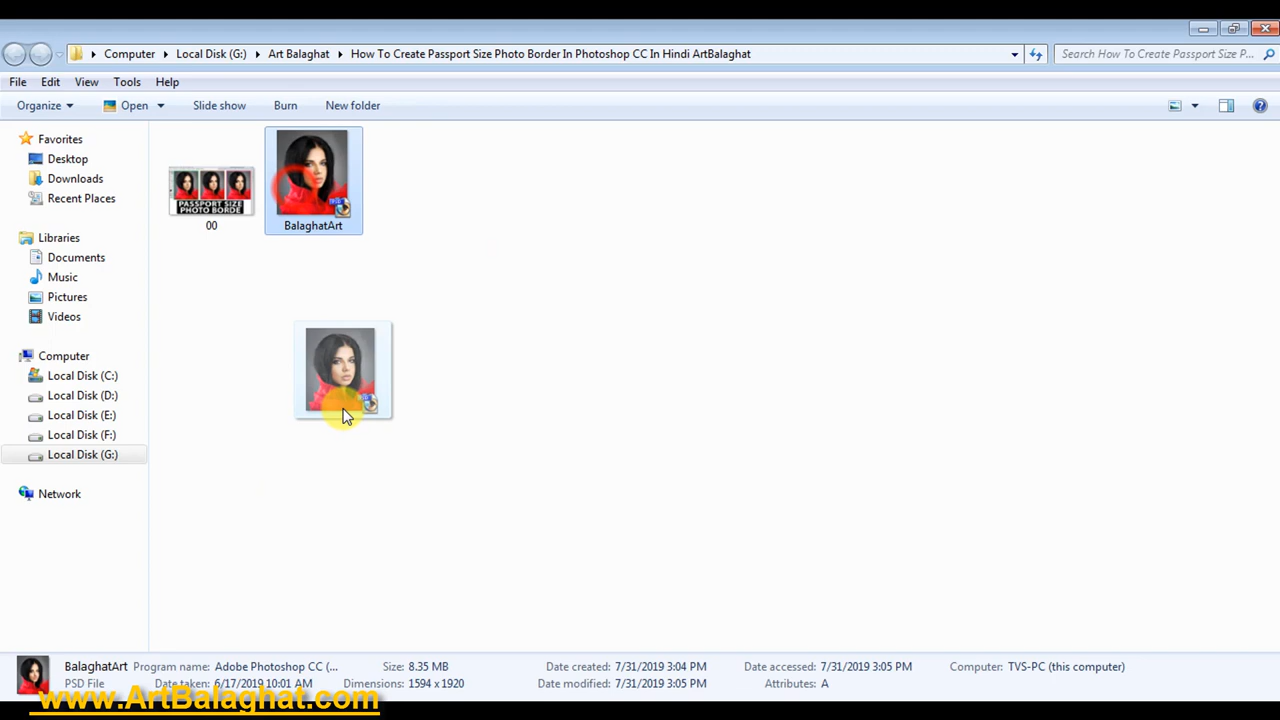 Computer ▸ Local Disk (G:) ▸ Art Balaghat ▸ How To Create Passport Size Photo Border In Photoshop CC In Hindi ArtBalaghat
Search How To Create Passport Size P...
File Edit View Tools Help
Organize Open Slide show Burn New folder
Favorites
Desktop
Downloads
Recent Places
Libraries
Documents
Music
Pictures
Videos
Computer
Local Disk (C:)
Local Disk (D:)
Local Disk (E:)
Local Disk (F:)
Local Disk (G:)
Network
PASSPORT SIZE
PHOTO BORDE
00
BalaghatArt
BalaghatArt Program name: Adobe Photoshop CC (... Size: 8.35 MB Date created: 7/31/2019 3:04 PM Date accessed: 7/31/2019 3:05 PM Computer: TVS-PC (this computer)
PSD File Date taken: 6/17/2019 10:01 AM Dimensions: 1594 x 1920 Date modified: 7/31/2019 3:05 PM Attributes: A
www.ArtBalaghat.com